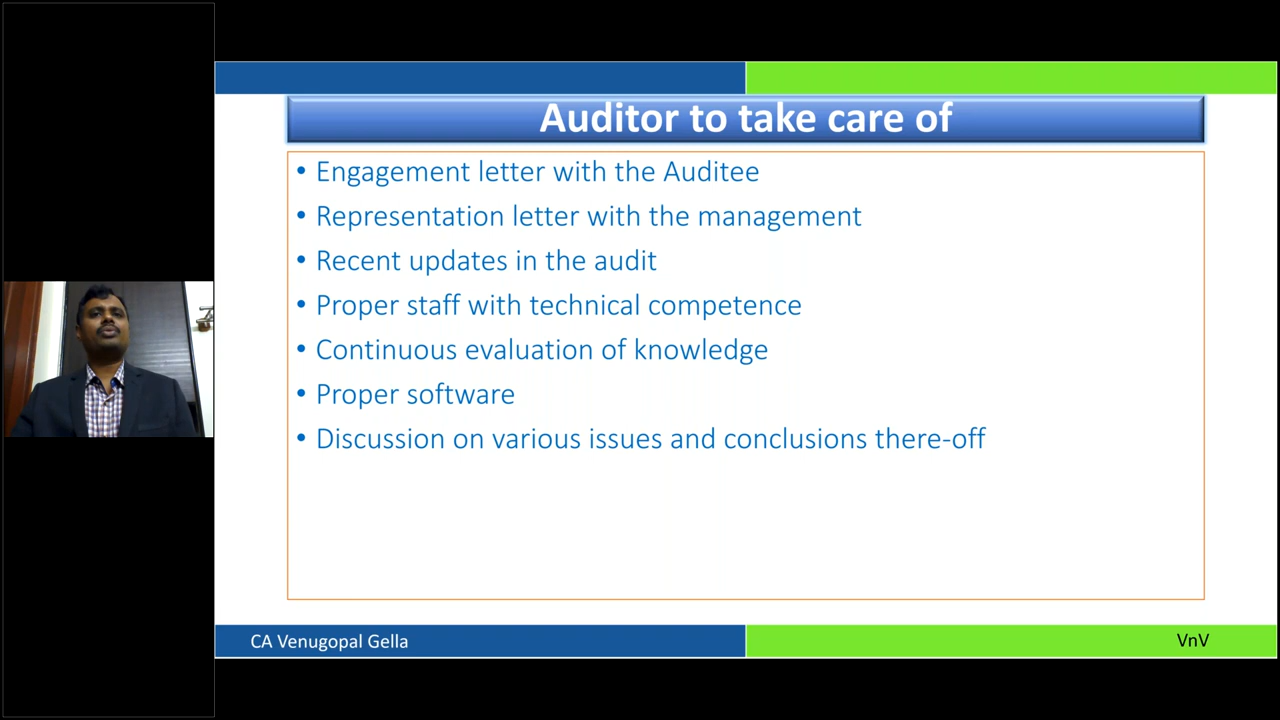 Auditor to take care of
• Engagement letter with the Auditee
• Representation letter with the management
• Recent updates in the audit
• Proper staff with technical competence
• Continuous evaluation of knowledge
• Proper software
• Discussion on various issues and conclusions there-off
CA Venugopal Gella
VnV